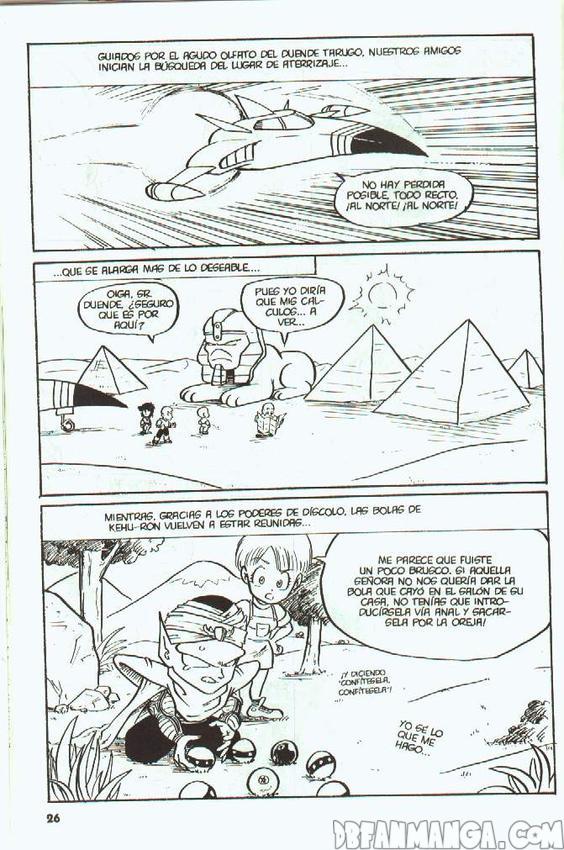 GUIADOS POR EL AGUDO OLFATO DEL DUENDE TARUGO, NUESTROS AMIGOS
INICIAN LA BÚSQUEDA DEL LUGAR DE ATERRIZAJE...
NO HAY PERDIDA
POSIBLE, TODO RECTO,
¡AL NORTE! ¡AL NORTE!
...QUE SE ALARGA MAS DE LO DESEABLE....
OIGA, SR.
DUENDE, ¿SEGURO
QUE ES POR
AQUÍ?
PUES YO DIRÍA
QUE MIS CAL-
CULOS... A
VER...
MIENTRAS, GRACIAS A LOS PODERES DE DÍSCOLO, LAS BOLAS DE
KEHU-RON VUELVEN A ESTAR REUNIDAS...
ME PARECE QUE FUISTE
UN POCO BRUSCO. SI AQUELLA
SEÑORA NO NOS QUERÍA DAR LA
BOLA QUE CAYÓ EN EL SALÓN DE SU
CASA, NO TENÍAS QUE INTRO-
DUCÍRSELA VÍA ANAL Y SACAR-
SELA POR LA OREJA!
¡Y DICIENDO
"CONFÍTESELA,
CONFÍTESELA"!
YO SE LO
QUE ME
HAGO...
26
DBFANMANGA.COM